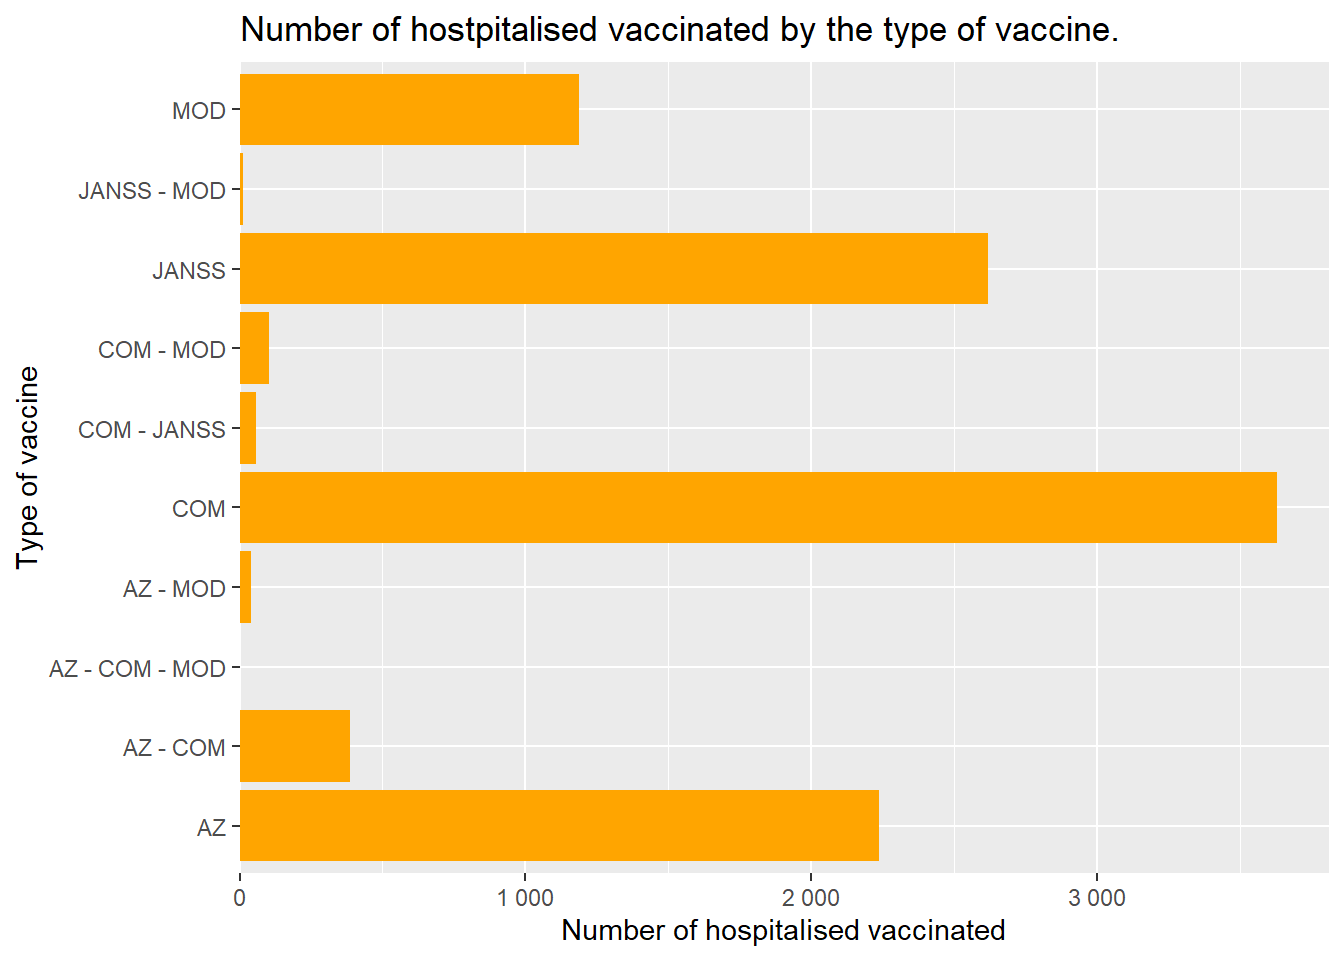 Number of hostpitalised vaccinated by the type of vaccine.
Type of vaccine
MOD
JANSS - MOD
JANSS
COM - MOD
COM - JANSS
COM
AZ - MOD
AZ - COM - MOD
AZ - COM
AZ
0 1 000 2 000 3 000
Number of hospitalised vaccinated